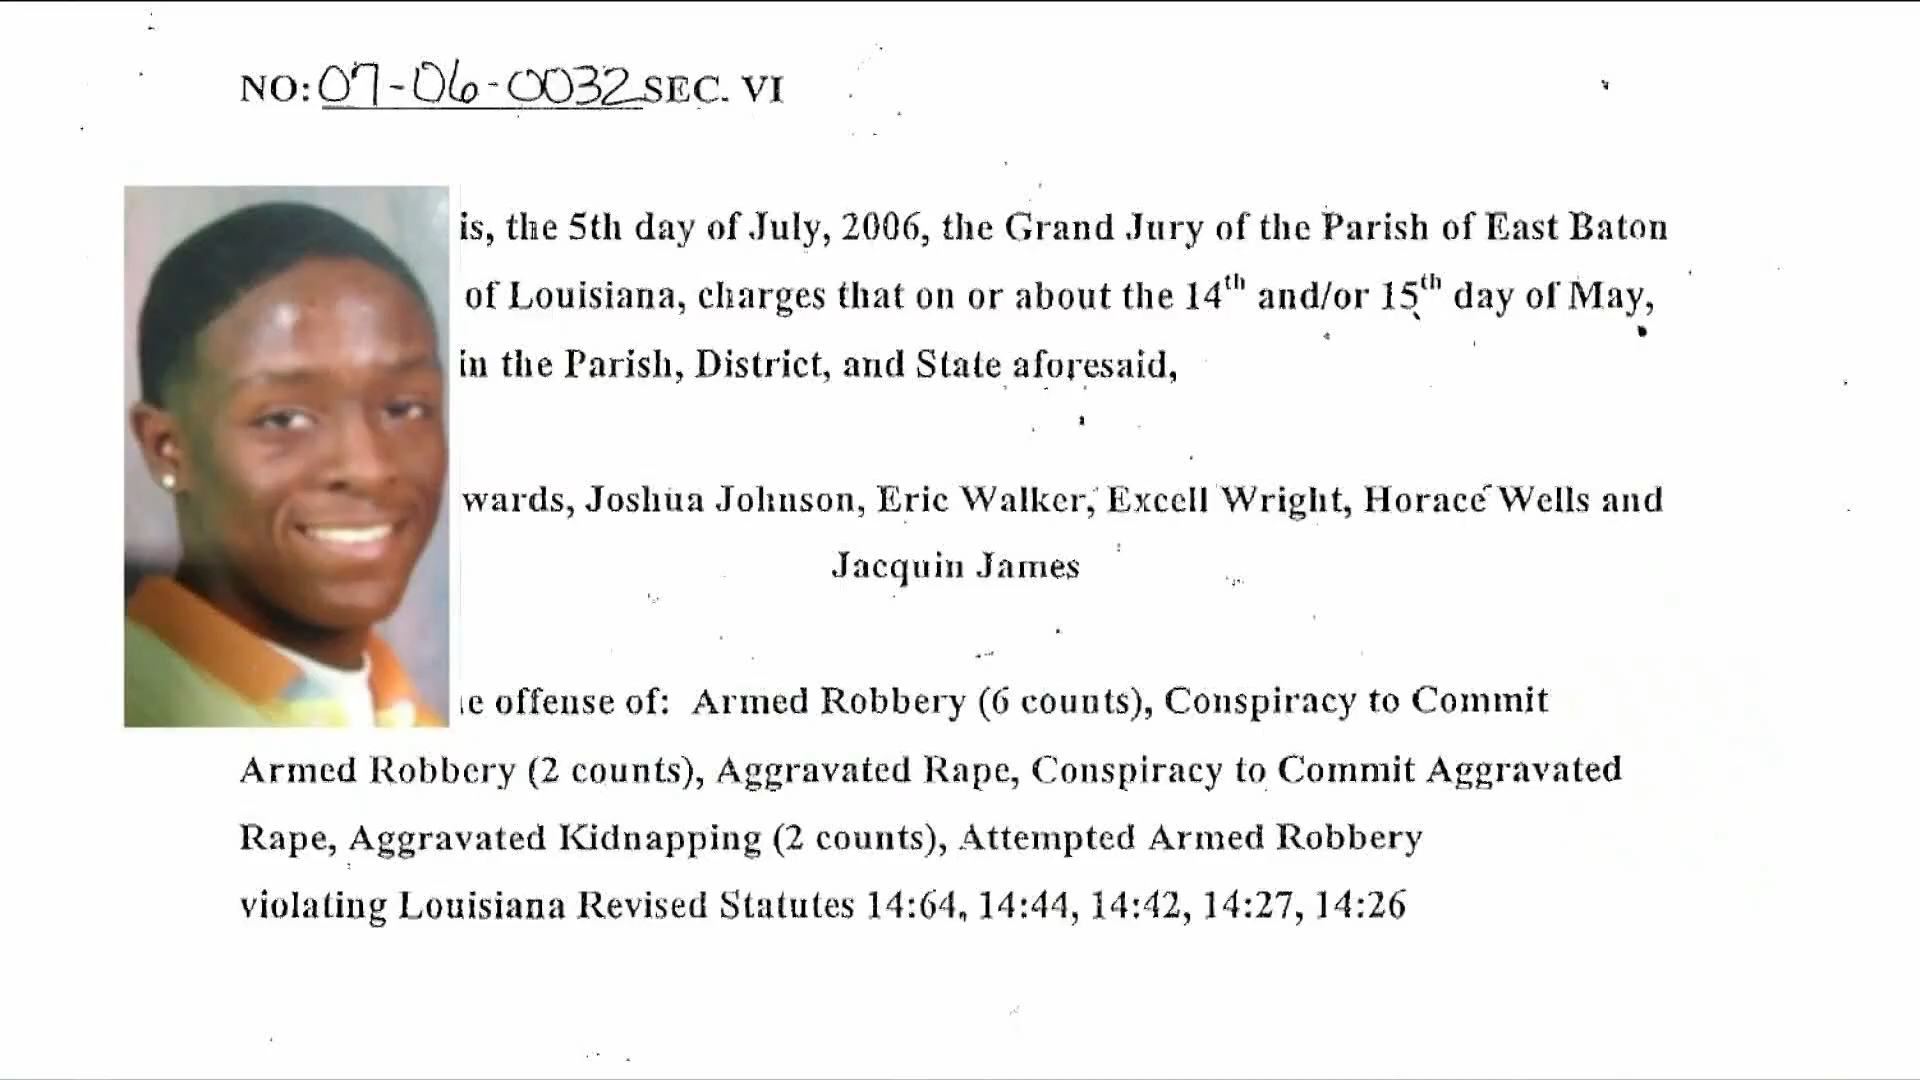 NO: 07-06-0032 SEC. VI
is, the 5th day of July, 2006, the Grand Jury of the Parish of East Baton
of Louisiana, charges that on or about the 14th and/or 15th day of May,
in the Parish, District, and State aforesaid,
wards, Joshua Johnson, Eric Walker, Excell Wright, Horace Wells and
Jacquin James
e offense of: Armed Robbery (6 counts), Conspiracy to Commit
Armed Robbery (2 counts), Aggravated Rape, Conspiracy to Commit Aggravated
Rape, Aggravated Kidnapping (2 counts), Attempted Armed Robbery
violating Louisiana Revised Statutes 14:64, 14:44, 14:42, 14:27, 14:26